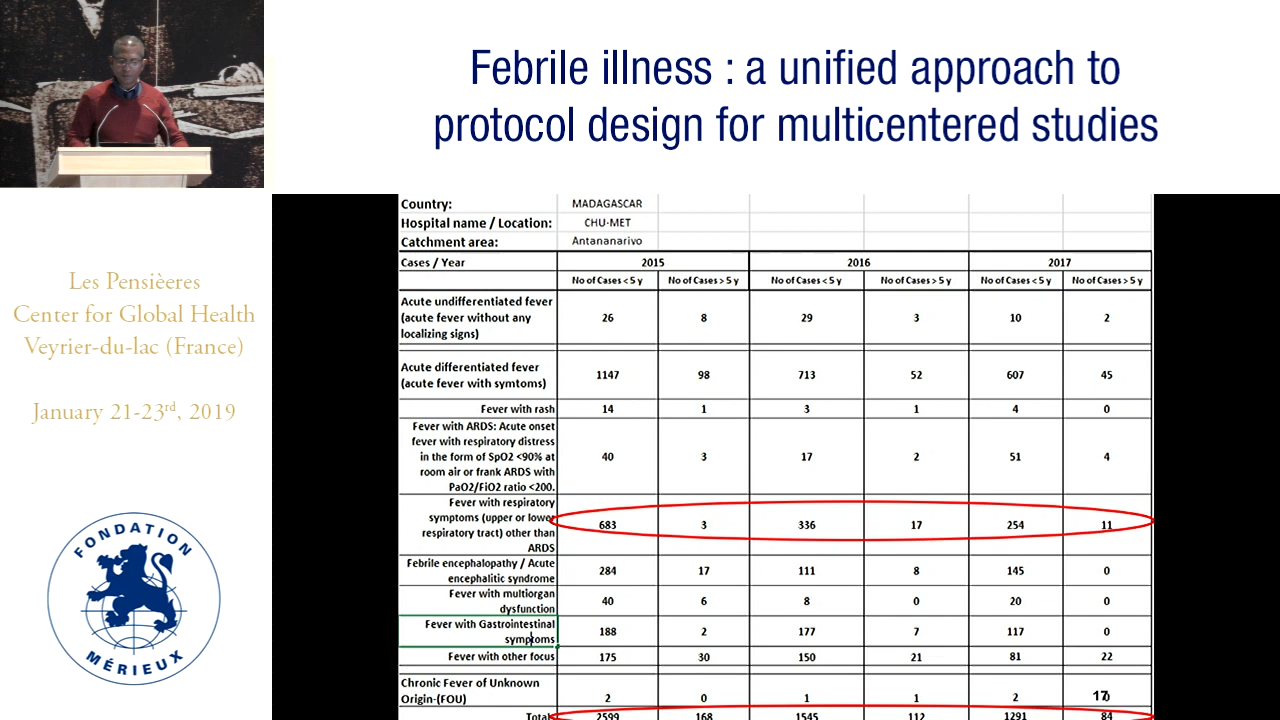 Febrile illness : a unified approach to
protocol design for multicentered studies
Les Pensièeres
Center for Global Health
Veyrier-du-lac (France)
January 21-23rd, 2019
FONDATION
MÉRIEUX
Country: MADAGASCAR
Hospital name / Location: CHU-MET
Catchment area: Antananarivo
Cases / Year 2015 2016 2017
No of Cases < 5 y No of Cases > 5 y No of Cases < 5 y No of Cases > 5 y No of Cases < 5 y No of Cases > 5 y
Acute undifferentiated fever
(acute fever without any 26 8 29 3 10 2
localizing signs)
Acute differentiated fever
(acute fever with symtoms) 1147 98 713 52 607 45
Fever with rash 14 1 3 1 4 0
Fever with ARDS: Acute onset
fever with respiratory distress
in the form of SpO2 <90% at 40 3 17 2 51 4
room air or frank ARDS with
PaO2/FiO2 ratio <200.
Fever with respiratory
symptoms (upper or lower 683 3 336 17 254 11
respiratory tract) other than
ARDS
Febrile encephalopathy / Acute 284 17 111 8 145 0
encephalitic syndrome
Fever with multiorgan 40 6 8 0 20 0
dysfunction
Fever with Gastrointestinal 188 2 177 7 117 0
symptoms
Fever with other focus 175 30 150 21 81 22
Chronic Fever of Unknown
Origin-(FOU) 2 0 1 1 2 0
17
Total 2599 168 1545 112 1291 84